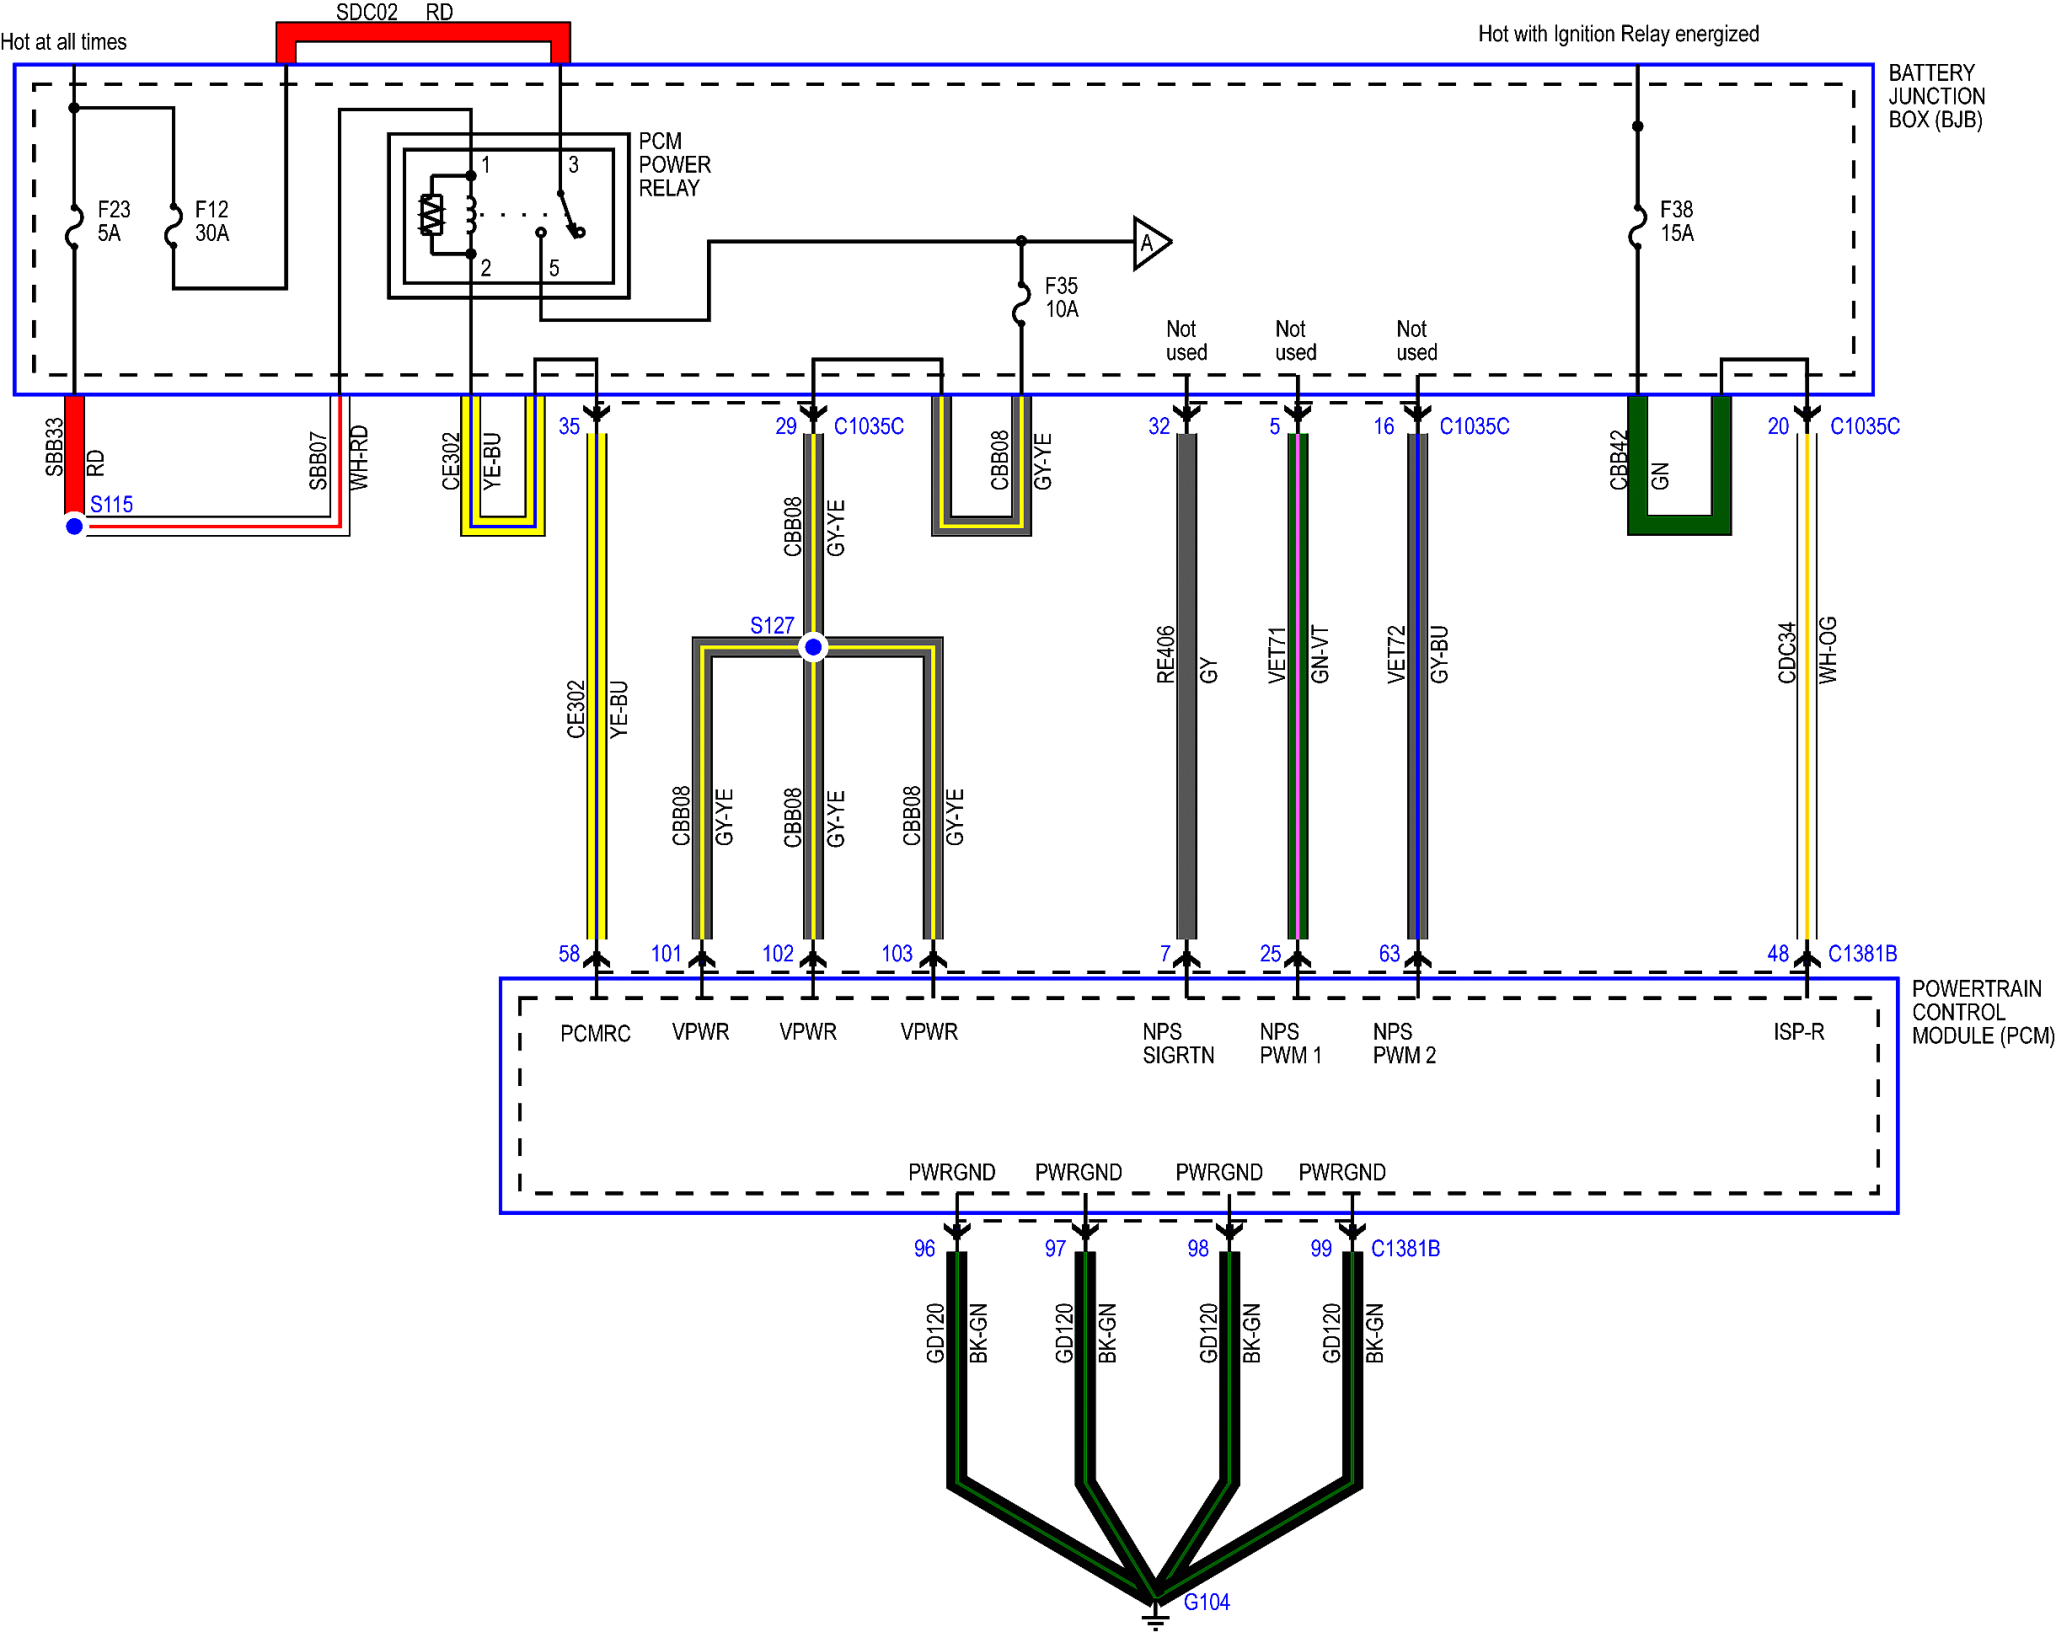 SDC02 RD
Hot at all times
Hot with Ignition Relay energized
BATTERY
JUNCTION
BOX (BJB)
PCM
POWER
RELAY
1
3
2
5
F23
5A
F12
30A
A
F35
10A
F38
15A
Not
used
Not
used
Not
used
35
29
C1035C
32
5
16
C1035C
20
C1035C
SBB33
RD
S115
SBB07
WH-RD
CE302
YE-BU
CBB08
GY-YE
CBB42
GN
CBB08
GY-YE
S127
CE302
YE-BU
RE406
GY
VET71
GN-VT
VET72
GY-BU
CDC34
WH-OG
CBB08
GY-YE
CBB08
GY-YE
CBB08
GY-YE
58
101
102
103
7
25
63
48
C1381B
POWERTRAIN
CONTROL
MODULE (PCM)
PCMRC
VPWR
VPWR
VPWR
NPS
SIGRTN
NPS
PWM 1
NPS
PWM 2
ISP-R
PWRGND
PWRGND
PWRGND
PWRGND
96
97
98
99
C1381B
GD120
BK-GN
GD120
BK-GN
GD120
BK-GN
GD120
BK-GN
G104